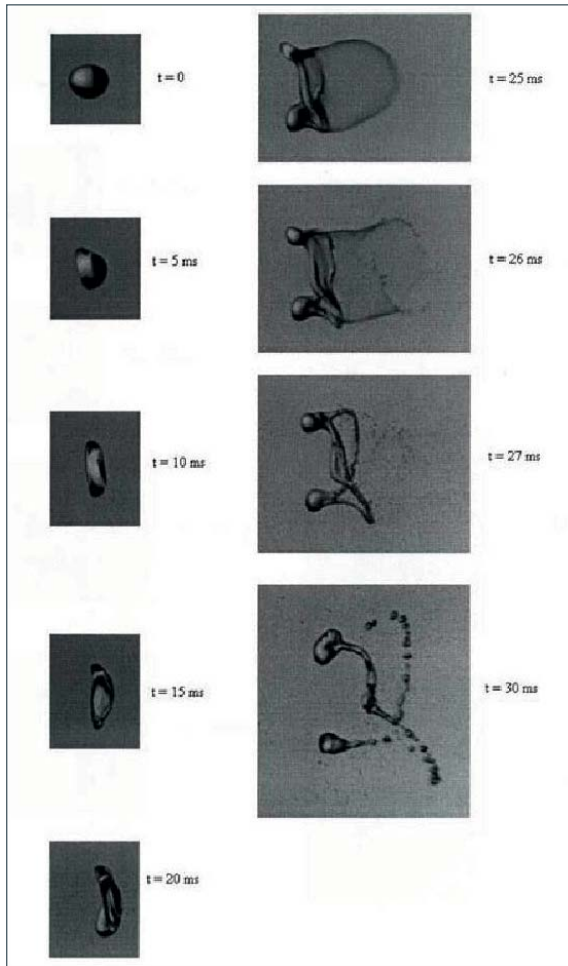 t = 0
t = 5 ms
t = 10 ms
t = 15 ms
t = 20 ms
t = 25 ms
t = 26 ms
t = 27 ms
t = 30 ms